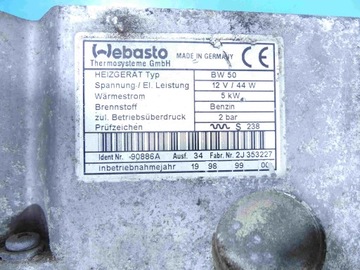 Webasto MADE IN GERMANY CE
Thermosysteme GmbH
HEIZGERÄT Typ BW 50
Spannung / El. Leistung 12 V / 44 W
Wärmestrom 5 kW
Brennstoff Benzin
zul. Betriebsüberdruck 2 bar
Prüfzeichen S 238
Ident Nr. -90886A Ausf. 34 Fabr. Nr. 2J 353227
Inbetriebnahmejahr 19 98 99 00